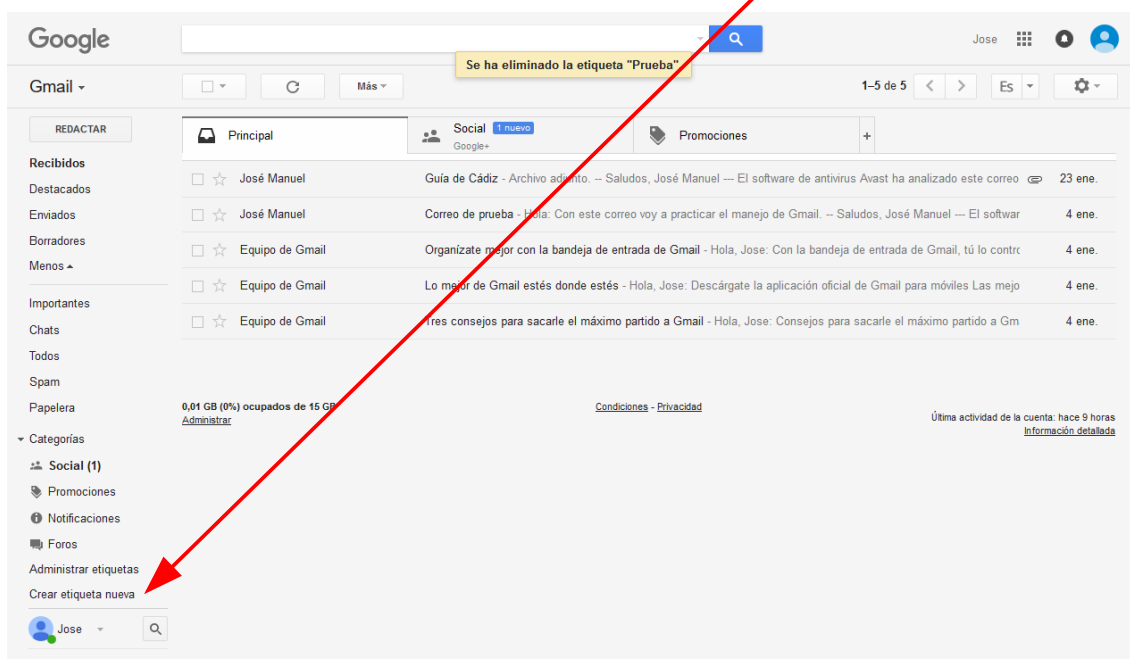 Google
Jose
Se ha eliminado la etiqueta "Prueba".
Gmail
Más
1–5 de 5
Es
REDACTAR
Principal
Social 1 nuevo
Google+
Promociones
+
Recibidos
Destacados
Enviados
Borradores
Menos
Importantes
Chats
Todos
Spam
Papelera
Categorías
Social (1)
Promociones
Notificaciones
Foros
Administrar etiquetas
Crear etiqueta nueva
Jose
José Manuel Guía de Cádiz - Archivo adjunto. -- Saludos, José Manuel --- El software de antivirus Avast ha analizado este correo 23 ene.
José Manuel Correo de prueba - Hola: Con este correo voy a practicar el manejo de Gmail. -- Saludos, José Manuel --- El softwar 4 ene.
Equipo de Gmail Organízate mejor con la bandeja de entrada de Gmail - Hola, Jose: Con la bandeja de entrada de Gmail, tú lo contro 4 ene.
Equipo de Gmail Lo mejor de Gmail estés donde estés - Hola, Jose: Descárgate la aplicación oficial de Gmail para móviles Las mejo 4 ene.
Equipo de Gmail Tres consejos para sacarle el máximo partido a Gmail - Hola, Jose: Consejos para sacarle el máximo partido a Gm 4 ene.
0,01 GB (0%) ocupados de 15 GB
Administrar
Condiciones - Privacidad
Última actividad de la cuenta: hace 9 horas
Información detallada